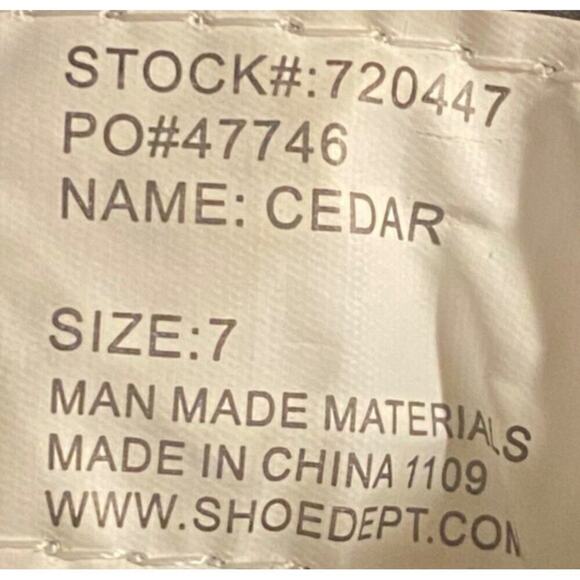 STOCK#:720447
PO#47746
NAME: CEDAR
SIZE:7
MAN MADE MATERIALS
MADE IN CHINA 1109
WWW.SHOEDEPT.COM